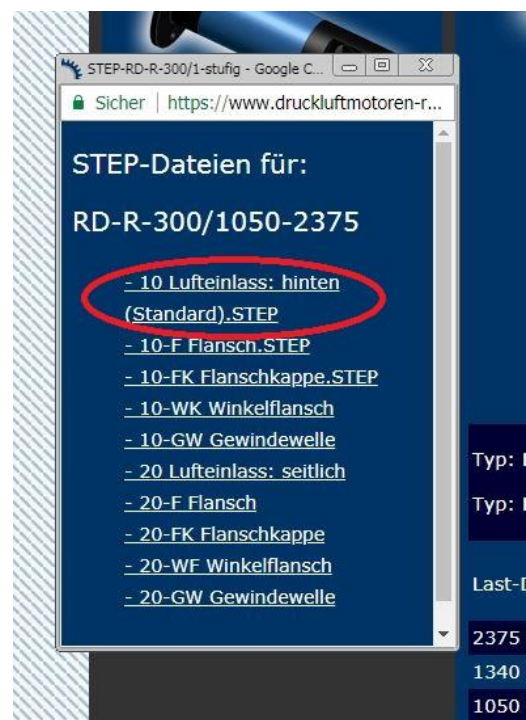 STEP-RD-R-300/1-stufig - Google C...
Sicher | https://www.druckluftmotoren-r...
STEP-Dateien für:
RD-R-300/1050-2375
- 10 Lufteinlass: hinten
(Standard).STEP
- 10-F Flansch.STEP
- 10-FK Flanschkappe.STEP
- 10-WK Winkelflansch
- 10-GW Gewindewelle
- 20 Lufteinlass: seitlich
- 20-F Flansch
- 20-FK Flanschkappe
- 20-WF Winkelflansch
- 20-GW Gewindewelle
Typ:
Typ:
Last-
2375
1340
1050